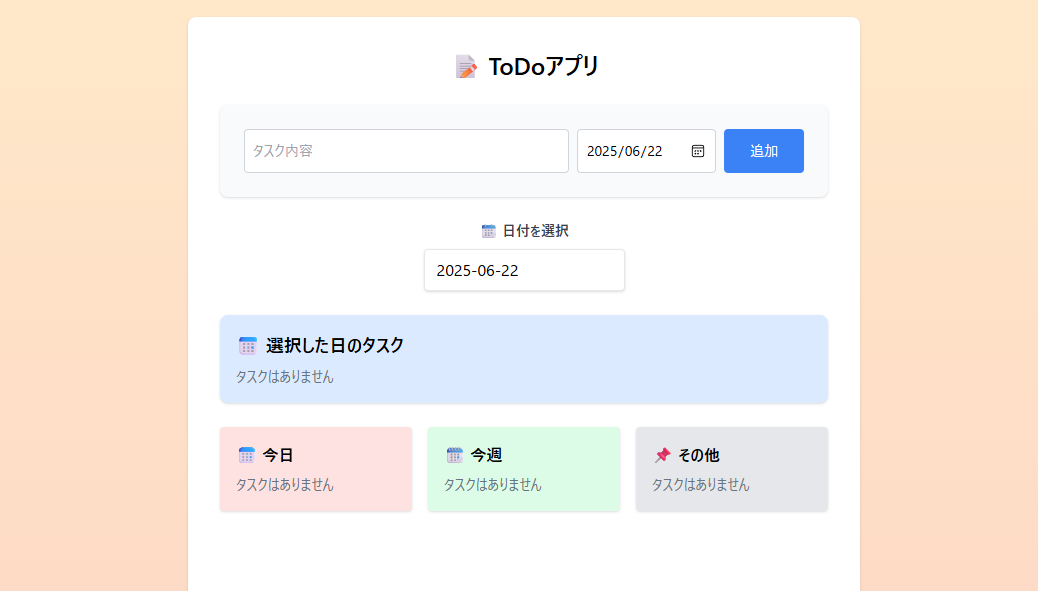 ToDoアプリ
タスク内容
2025/06/22
追加
日付を選択
2025-06-22
選択した日のタスク
タスクはありません
今日
タスクはありません
今週
タスクはありません
その他
タスクはありません